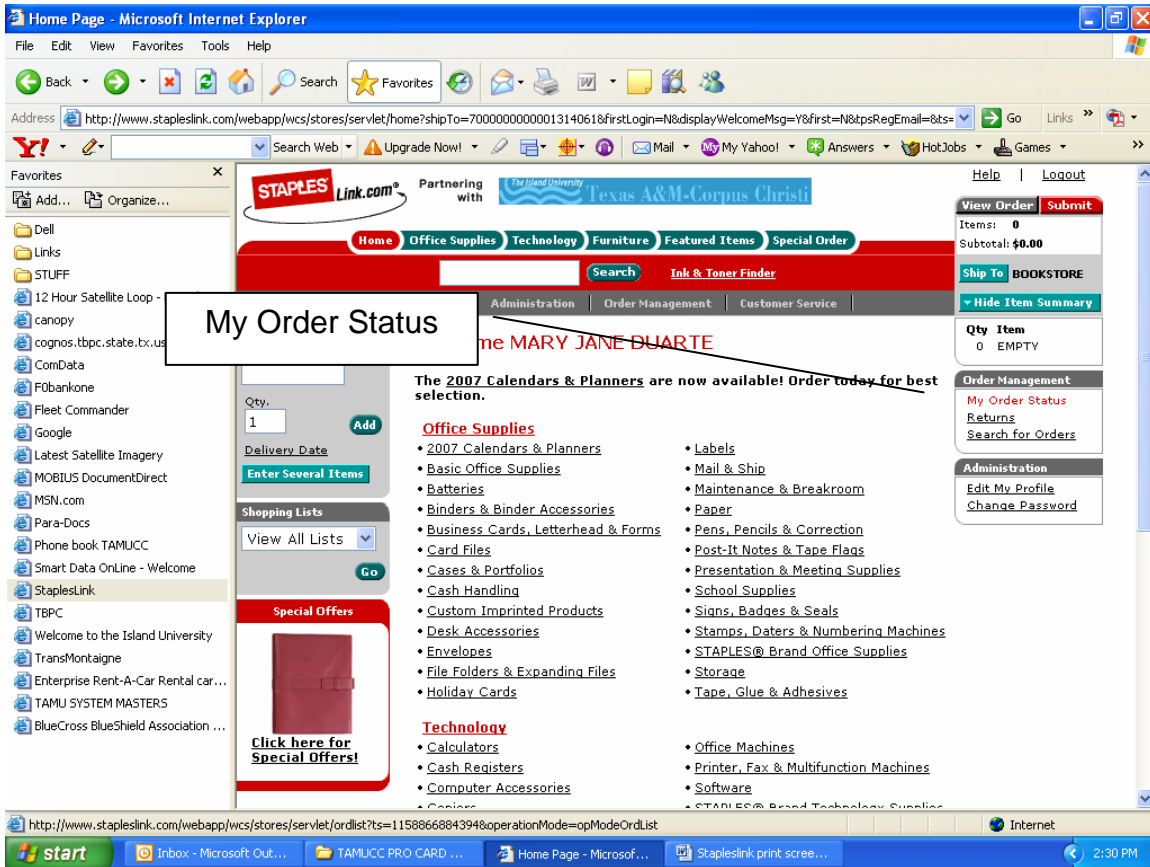 Home Page - Microsoft Internet Explorer
File Edit View Favorites Tools Help
Back Search Favorites
Address http://www.stapleslink.com/webapp/wcs/stores/servlet/home?shipTo=7000000000013140618&firstLogin=N&displayWelcomeMsg=Y&first=N&tpsRegEmail=&ts= Go Links »
Y! Search Web Upgrade Now! Mail My Yahoo! Answers HotJobs Games »
Favorites x
Add... Organize...
Dell
Links
STUFF
12 Hour Satellite Loop -
canopy
cognos.tbpc.state.tx.us
ComData
F0bankone
Fleet Commander
Google
Latest Satellite Imagery
MOBIUS DocumentDirect
MSN.com
Para-Docs
Phone book TAMUCC
Smart Data OnLine - Welcome
StaplesLink
TBPC
Welcome to the Island University
TransMontaigne
Enterprise Rent-A-Car Rental car...
TAMU SYSTEM MASTERS
BlueCross BlueShield Association ...
STAPLES Link.com® Partnering with The Island University Texas A&M-Corpus Christi
Help | Logout
Home Office Supplies Technology Furniture Featured Items Special Order
Search Ink & Toner Finder
Administration | Order Management | Customer Service |
My Order Status
me MARY JANE DUARTE
The 2007 Calendars & Planners are now available! Order today for best
selection.
Qty.
1 Add
Delivery Date
Enter Several Items
Shopping Lists
View All Lists
Go
Special Offers
Click here for
Special Offers!
Office Supplies
• 2007 Calendars & Planners
• Basic Office Supplies
• Batteries
• Binders & Binder Accessories
• Business Cards, Letterhead & Forms
• Card Files
• Cases & Portfolios
• Cash Handling
• Custom Imprinted Products
• Desk Accessories
• Envelopes
• File Folders & Expanding Files
• Holiday Cards
• Labels
• Mail & Ship
• Maintenance & Breakroom
• Paper
• Pens, Pencils & Correction
• Post-It Notes & Tape Flags
• Presentation & Meeting Supplies
• School Supplies
• Signs, Badges & Seals
• Stamps, Daters & Numbering Machines
• STAPLES® Brand Office Supplies
• Storage
• Tape, Glue & Adhesives
Technology
• Calculators
• Cash Registers
• Computer Accessories
• Copiers
• Office Machines
• Printer, Fax & Multifunction Machines
• Software
• STAPLES® Brand Technology Supplies
View Order Submit
Items: 0
Subtotal: $0.00
Ship To BOOKSTORE
Hide Item Summary
Qty Item
0 EMPTY
Order Management
My Order Status
Returns
Search for Orders
Administration
Edit My Profile
Change Password
http://www.stapleslink.com/webapp/wcs/stores/servlet/ordlist?ts=1158866884394&operationMode=opModeOrdList Internet
start Inbox - Microsoft Out... TAMUCC PRO CARD ... Home Page - Microsof... Stapleslink print scree... 2:30 PM